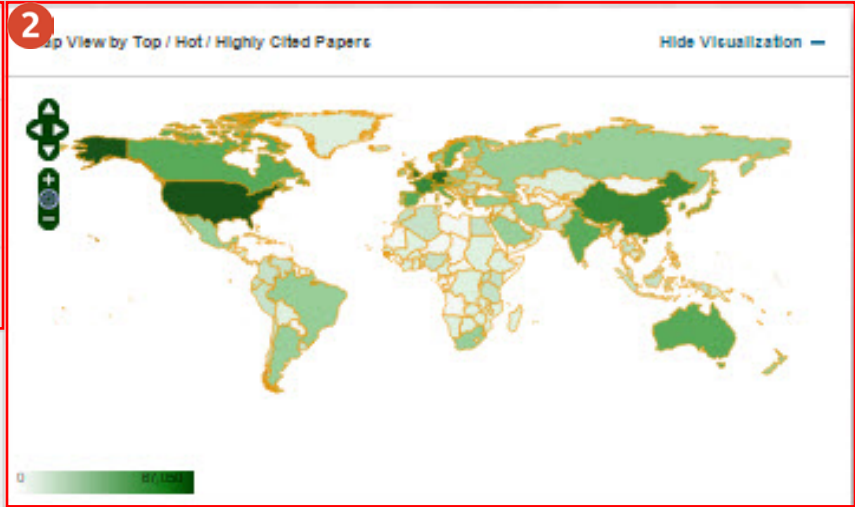 2
ap View by Top / Hot / Highly Cited Papers
Hide Visualization —
+
−
0 67,050